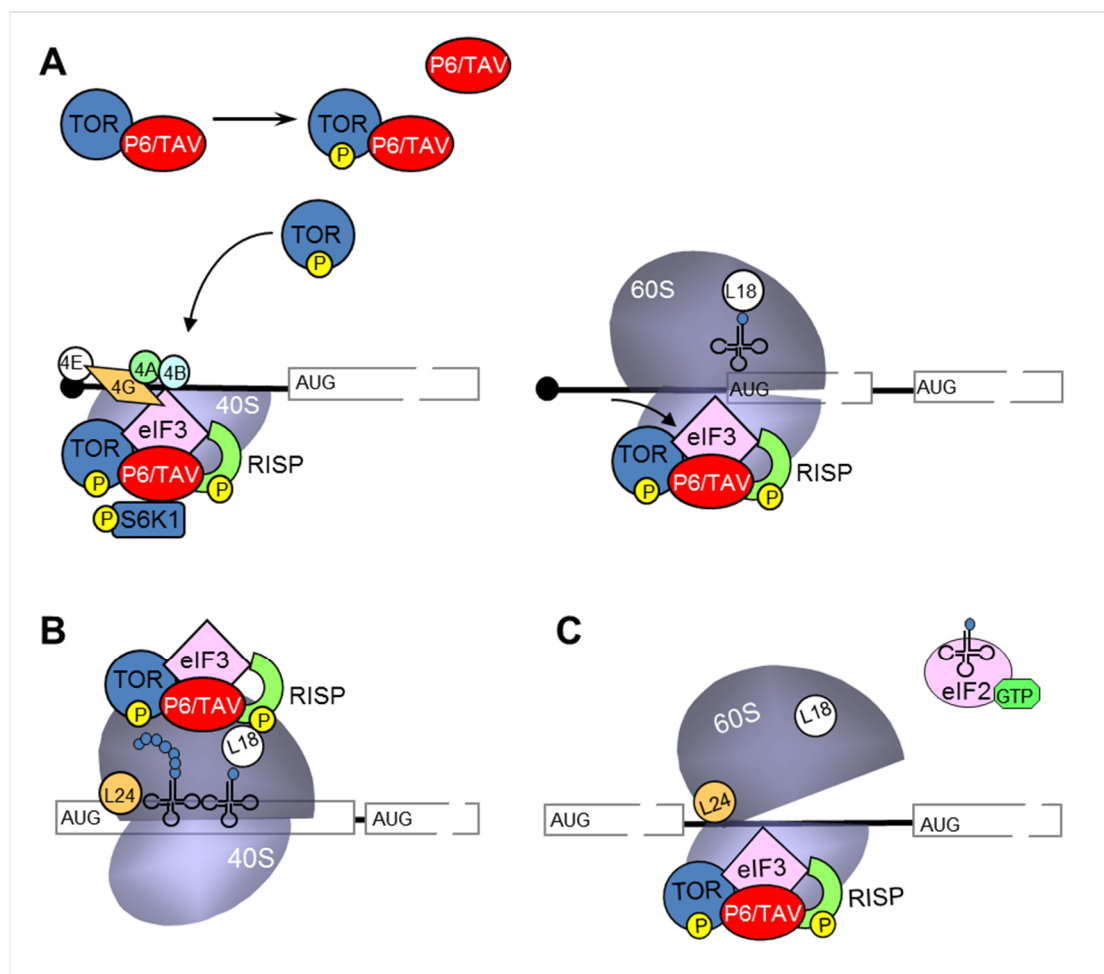 A
P6/TAV
TOR
P6/TAV
TOR
P
P6/TAV
TOR
P
4E
4G
4A
4B
AUG
40S
eIF3
TOR
P
P6/TAV
RISP
P
P
S6K1
60S
L18
AUG
AUG
eIF3
TOR
P
P6/TAV
RISP
P
B
eIF3
TOR
P
P6/TAV
RISP
P
L18
L24
AUG
AUG
40S
C
eIF2
GTP
60S
L18
L24
AUG
AUG
eIF3
TOR
P
P6/TAV
RISP
P